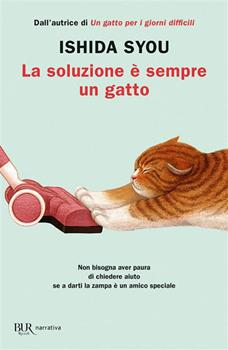 Dall'autrice di Un gatto per i giorni difficili
ISHIDA SYOU
La soluzione è sempre
un gatto
Non bisogna aver paura
di chiedere aiuto
se a darti la zampa è un amico speciale
BUR
Rizzoli
narrativa